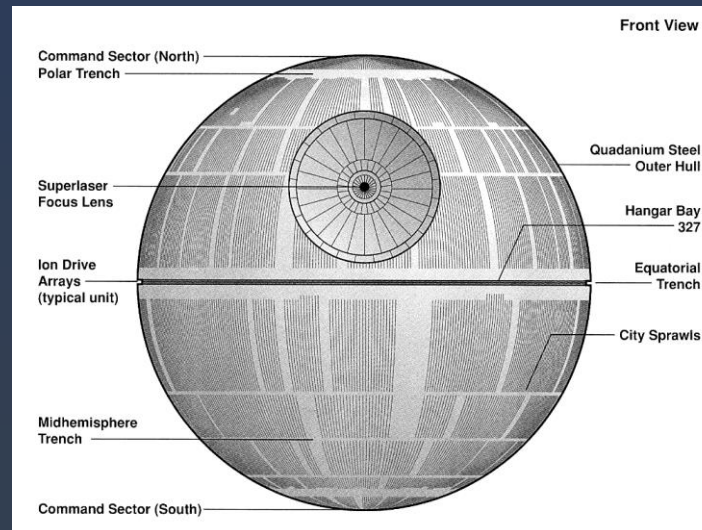 Front View
Command Sector (North)
Polar Trench
Superlaser
Focus Lens
Ion Drive
Arrays
(typical unit)
Midhemisphere
Trench
Command Sector (South)
Quadanium Steel
Outer Hull
Hangar Bay
327
Equatorial
Trench
City Sprawls